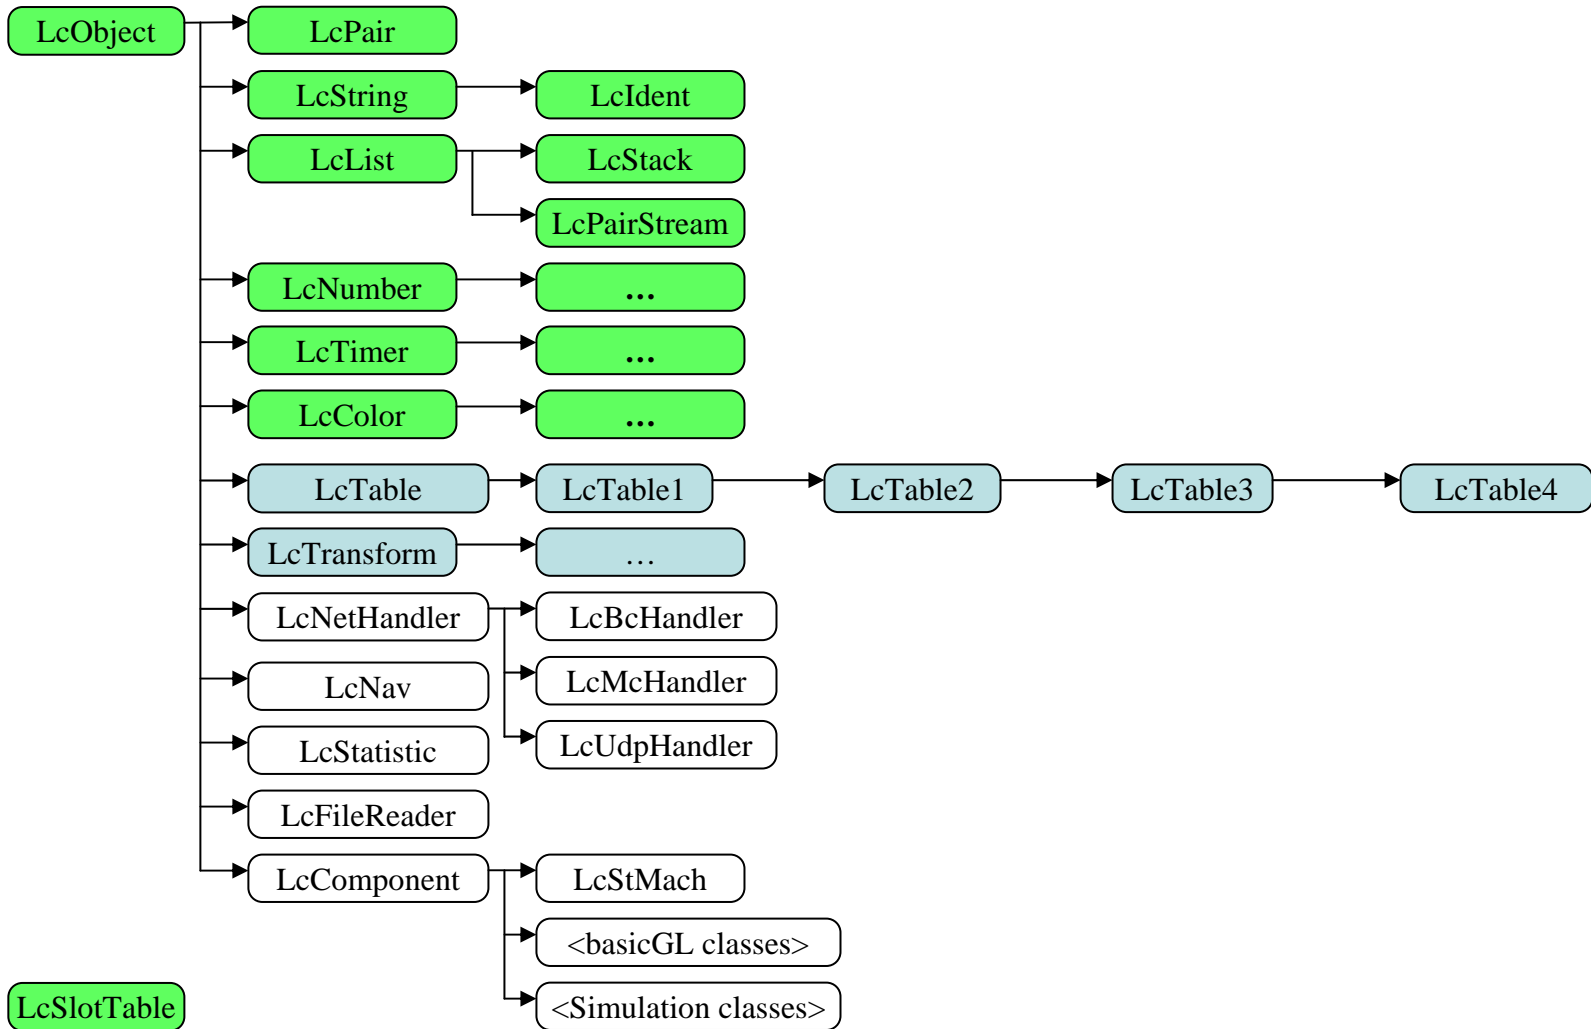 LcObject
LcPair
LcString
LcIdent
LcList
LcStack
LcPairStream
LcNumber
...
LcTimer
...
LcColor
...
LcTable
LcTable1
LcTable2
LcTable3
LcTable4
LcTransform
...
LcNetHandler
LcBcHandler
LcMcHandler
LcNav
LcUdpHandler
LcStatistic
LcFileReader
LcComponent
LcStMach
<basicGL classes>
<Simulation classes>
LcSlotTable